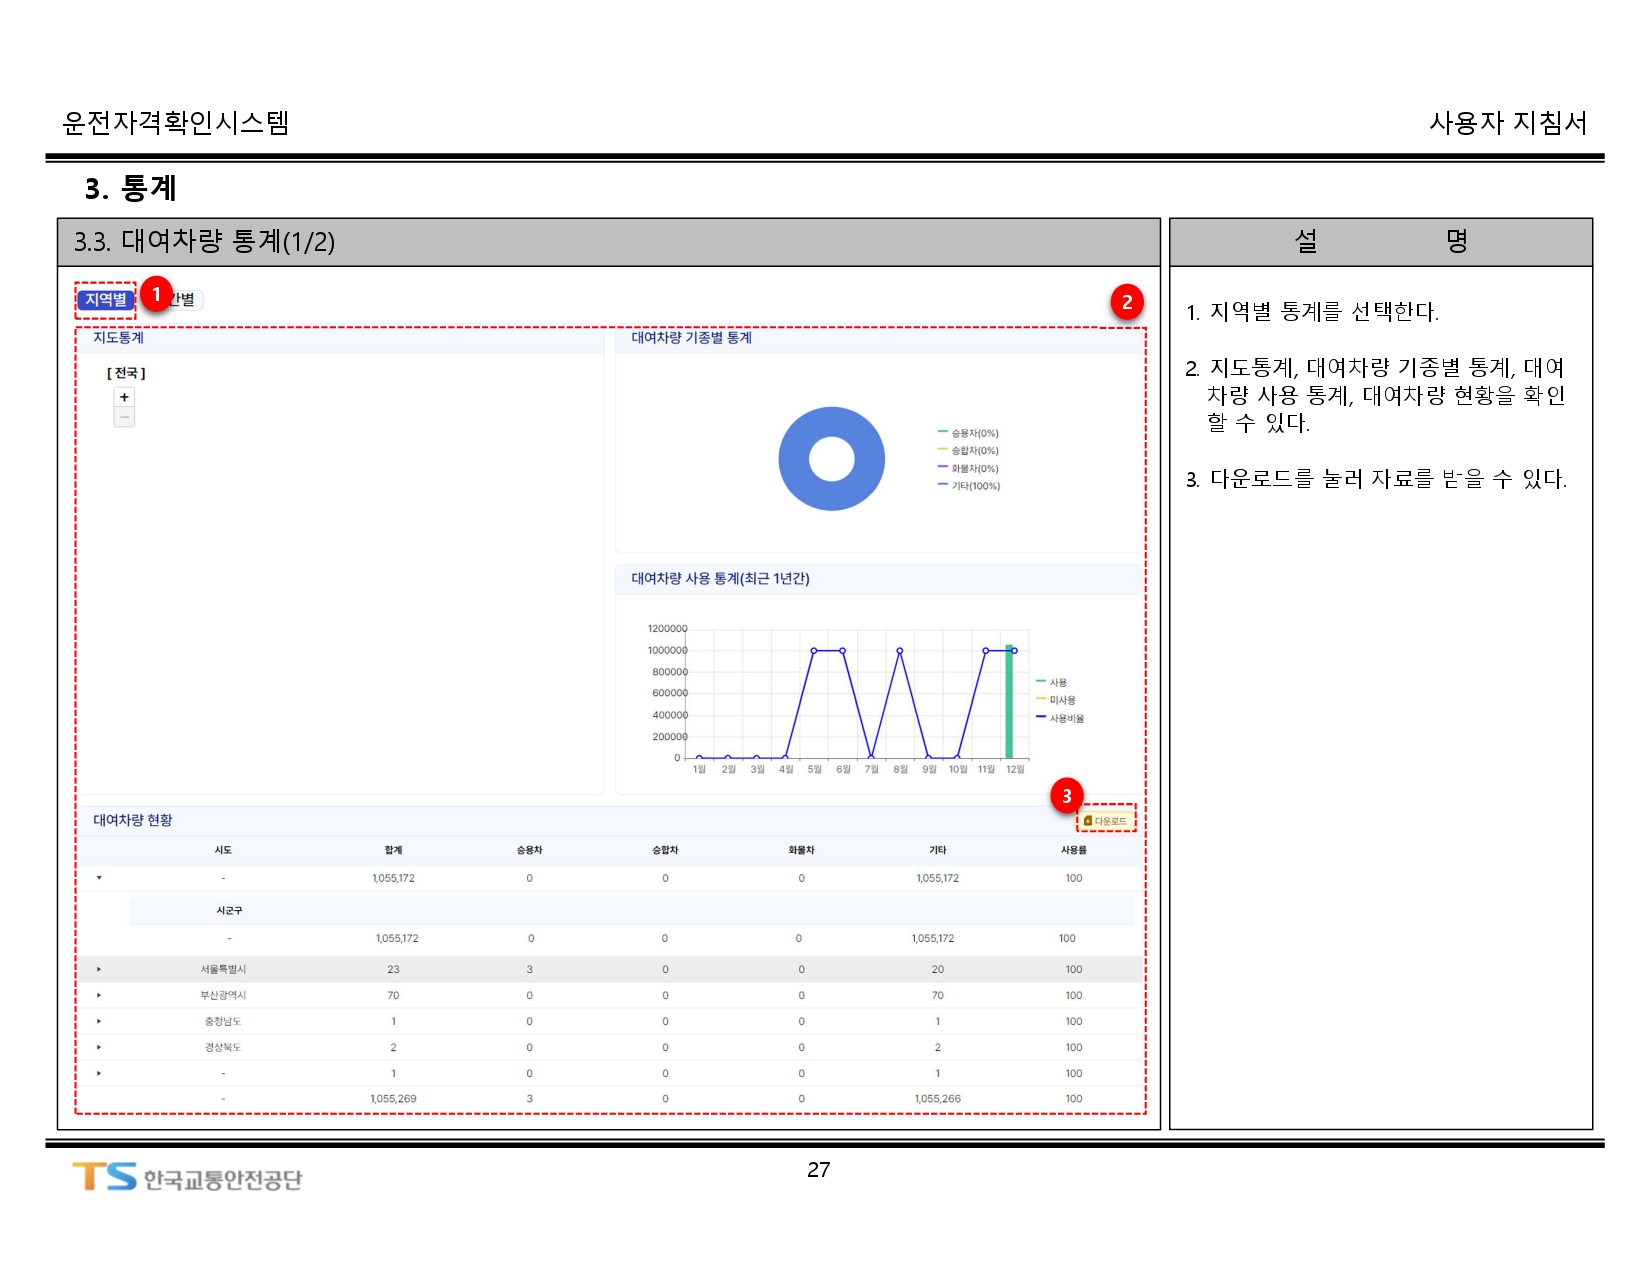 운전자격확인시스템
사용자 지침서
3. 통계
3.3. 대여차량 통계(1/2)
설 명
지역별 1 간별
2
지도통계
[ 전국 ]
+
−
대여차량 기종별 통계
승용차(0%)
승합차(0%)
화물차(0%)
기타(100%)
대여차량 사용 통계(최근 1년간)
1200000
1000000
800000
600000
400000
200000
0
1월 2월 3월 4월 5월 6월 7월 8월 9월 10월 11월 12월
사용
미사용
사용비율
3
대여차량 현황
다운로드
시도 합계 승용차 승합차 화물차 기타 사용률
- 1,055,172 0 0 0 1,055,172 100
시군구
- 1,055,172 0 0 0 1,055,172 100
서울특별시 23 3 0 0 20 100
부산광역시 70 0 0 0 70 100
충청남도 1 0 0 0 1 100
경상북도 2 0 0 0 2 100
- 1 0 0 0 1 100
- 1,055,269 3 0 0 1,055,266 100
1. 지역별 통계를 선택한다.
2. 지도통계, 대여차량 기종별 통계, 대여
차량 사용 통계, 대여차량 현황을 확인
할 수 있다.
3. 다운로드를 눌러 자료를 받을 수 있다.
TS 한국교통안전공단
27